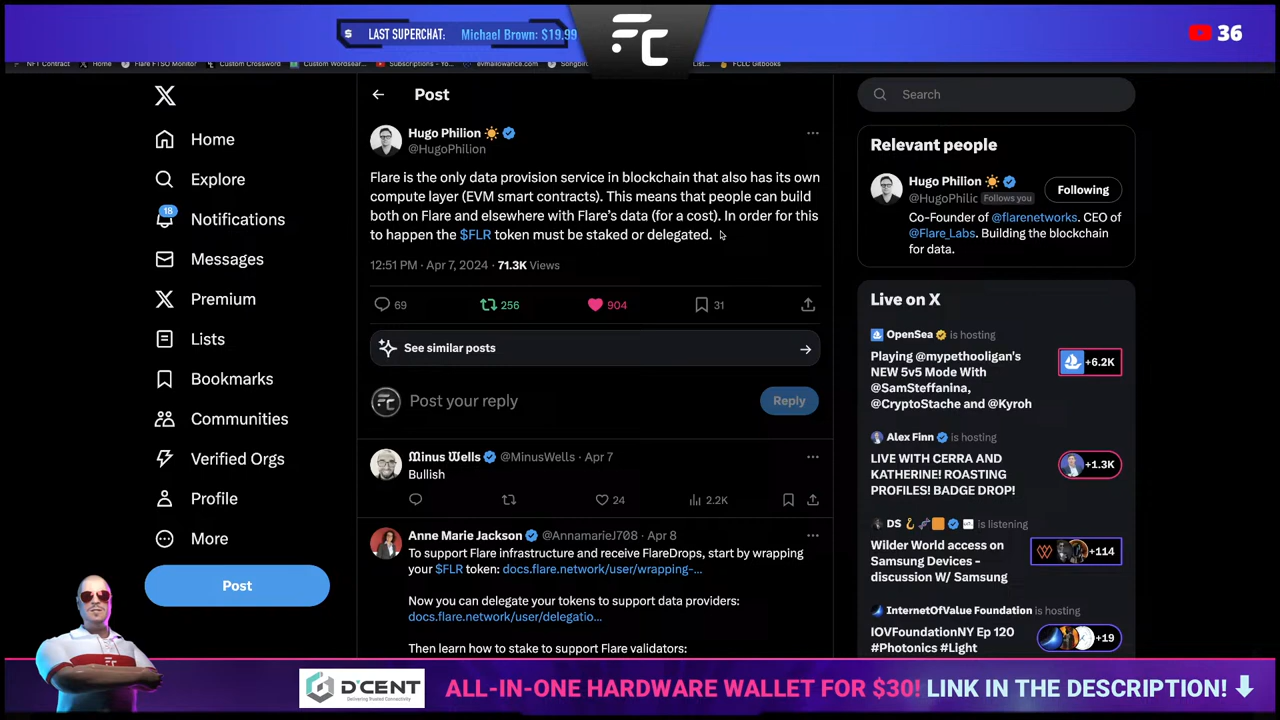 LAST SUPERCHAT: Michael Brown: $19.99
FC
36
NFT Contract
Home
Flare FTSO Monitor
Custom Crossword
Custom Wordsear...
Subscriptions - Yo...
evmallowance.com
FCLC Gitbooks
X
Home
Explore
18
Notifications
Messages
Premium
Lists
Bookmarks
Communities
Verified Orgs
Profile
More
Post
Post
Hugo Philion
@HugoPhilion
Flare is the only data provision service in blockchain that also has its own
compute layer (EVM smart contracts). This means that people can build
both on Flare and elsewhere with Flare's data (for a cost). In order for this
to happen the $FLR token must be staked or delegated.
12:51 PM · Apr 7, 2024 · 71.3K Views
69 256 904 31
See similar posts
FC
Post your reply
Reply
Minus Wells @MinusWells · Apr 7
Bullish
24 2.2K
Anne Marie Jackson @AnnamarieJ708 · Apr 8
To support Flare infrastructure and receive FlareDrops, start by wrapping
your $FLR token: docs.flare.network/user/wrapping-...
Now you can delegate your tokens to support data providers:
docs.flare.network/user/delegatio...
Then learn how to stake to support Flare validators:
Search
Relevant people
Hugo Philion
@HugoPhilic Follows you
Following
Co-Founder of @flarenetworks. CEO of
@Flare_Labs. Building the blockchain
for data.
Live on X
OpenSea is hosting
Playing @mypethooligan's
NEW 5v5 Mode With
@SamSteffanina,
@CryptoStache and @Kyroh
+6.2K
Alex Finn is hosting
LIVE WITH CERRA AND
KATHERINE! ROASTING
PROFILES! BADGE DROP!
+1.3K
DS is listening
Wilder World access on
Samsung Devices -
discussion W/ Samsung
+114
InternetOfValue Foundation is hosting
IOVFoundationNY Ep 120
#Photonics #Light
+19
FC
D'CENT
Delivering Trusted Connectivity
ALL-IN-ONE HARDWARE WALLET FOR $30! LINK IN THE DESCRIPTION!